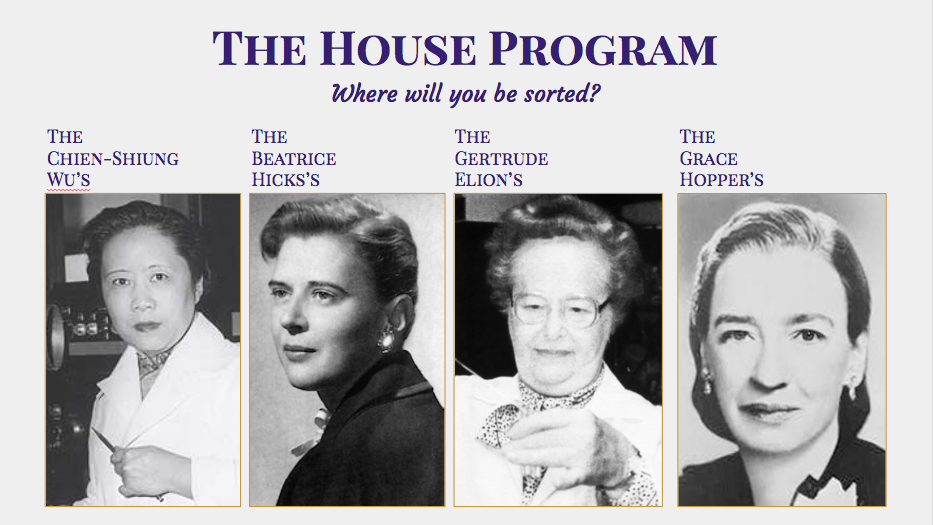 The House Program
Where will you be sorted?
The
Chien-Shiung
Wu's
The
Beatrice
Hicks's
The
Gertrude
Elion's
The
Grace
Hopper's